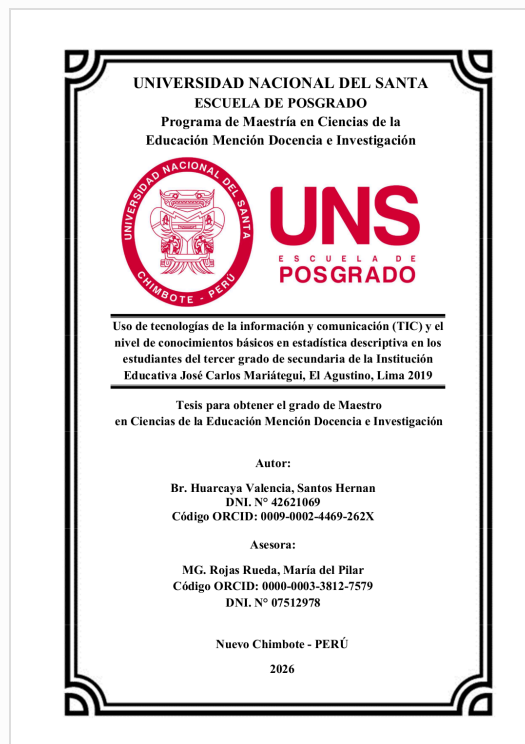 UNIVERSIDAD NACIONAL DEL SANTA
ESCUELA DE POSGRADO
Programa de Maestría en Ciencias de la
Educación Mención Docencia e Investigación
UNIVERSIDAD NACIONAL DEL SANTA
CHIMBOTE - PERÚ
UNS
ESCUELA DE
POSGRADO
Uso de tecnologías de la información y comunicación (TIC) y el
nivel de conocimientos básicos en estadística descriptiva en los
estudiantes del tercer grado de secundaria de la Institución
Educativa José Carlos Mariátegui, El Agustino, Lima 2019
Tesis para obtener el grado de Maestro
en Ciencias de la Educación Mención Docencia e Investigación
Autor:
Br. Huarcaya Valencia, Santos Hernan
DNI. N° 42621069
Código ORCID: 0009-0002-4469-262X
Asesora:
MG. Rojas Rueda, María del Pilar
Código ORCID: 0000-0003-3812-7579
DNI. N° 07512978
Nuevo Chimbote - PERÚ
2026